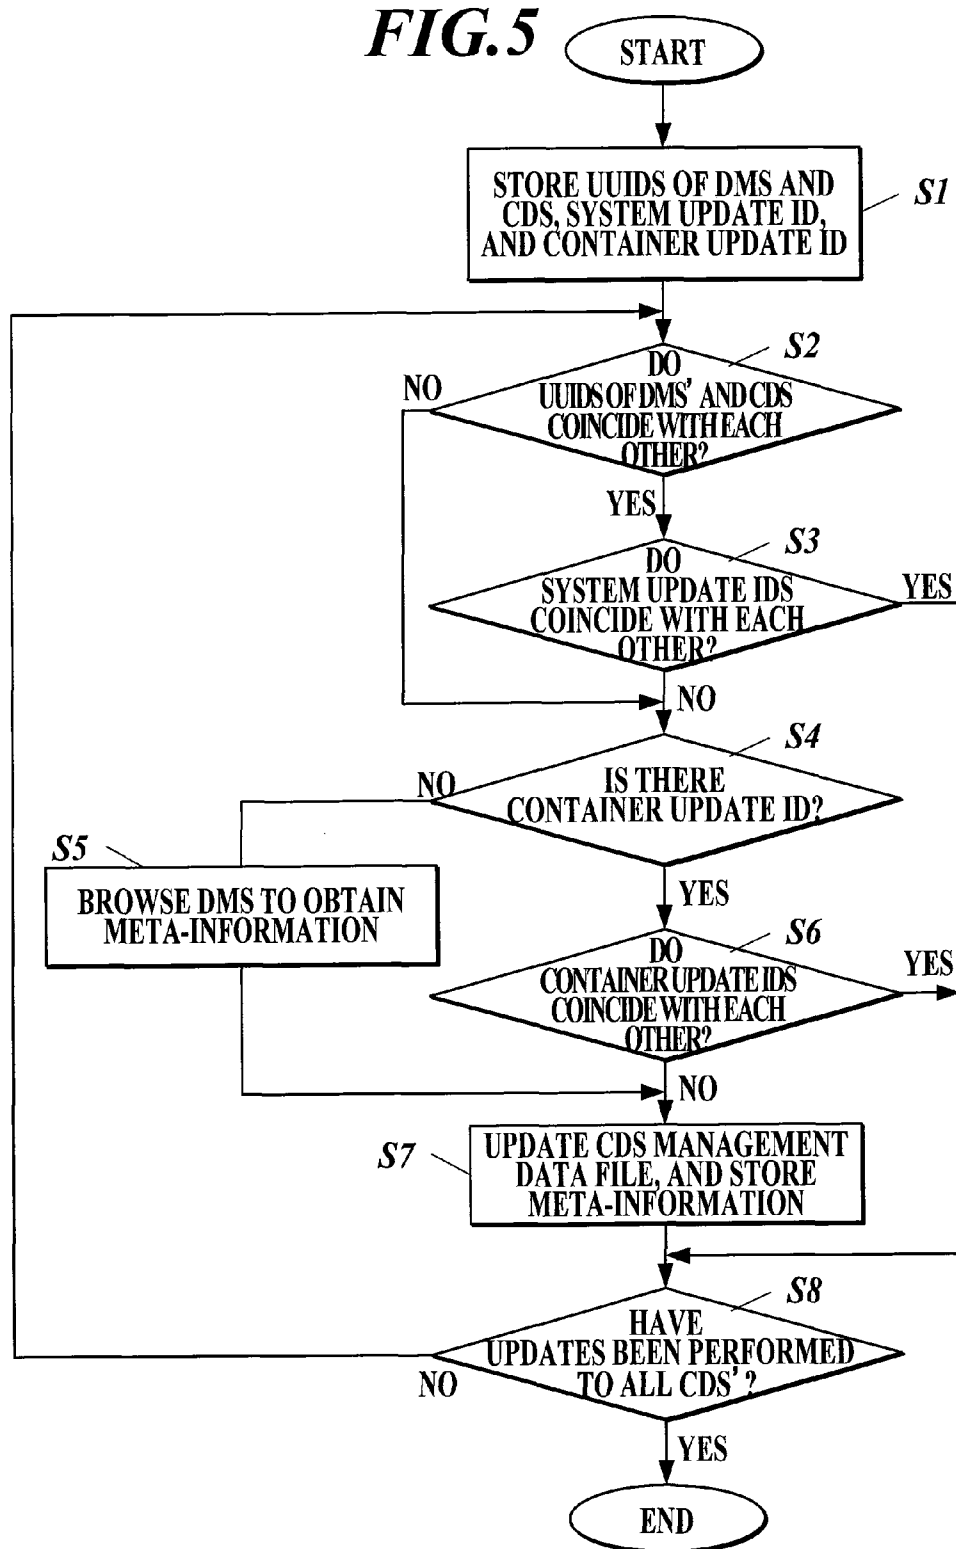 FIG.5
START
STORE UUIDS OF DMS AND
CDS, SYSTEM UPDATE ID,
AND CONTAINER UPDATE ID
S1
S2
DO
UUIDS OF DMS' AND CDS
COINCIDE WITH EACH
OTHER?
NO
YES
S3
DO
SYSTEM UPDATE IDS
COINCIDE WITH EACH
OTHER?
YES
NO
S4
IS THERE
CONTAINER UPDATE ID?
NO
YES
S5
BROWSE DMS TO OBTAIN
META-INFORMATION
S6
DO
CONTAINER UPDATE IDS
COINCIDE WITH EACH
OTHER?
YES
NO
S7
UPDATE CDS MANAGEMENT
DATA FILE, AND STORE
META-INFORMATION
S8
HAVE
UPDATES BEEN PERFORMED
TO ALL CDS' ?
NO
YES
END